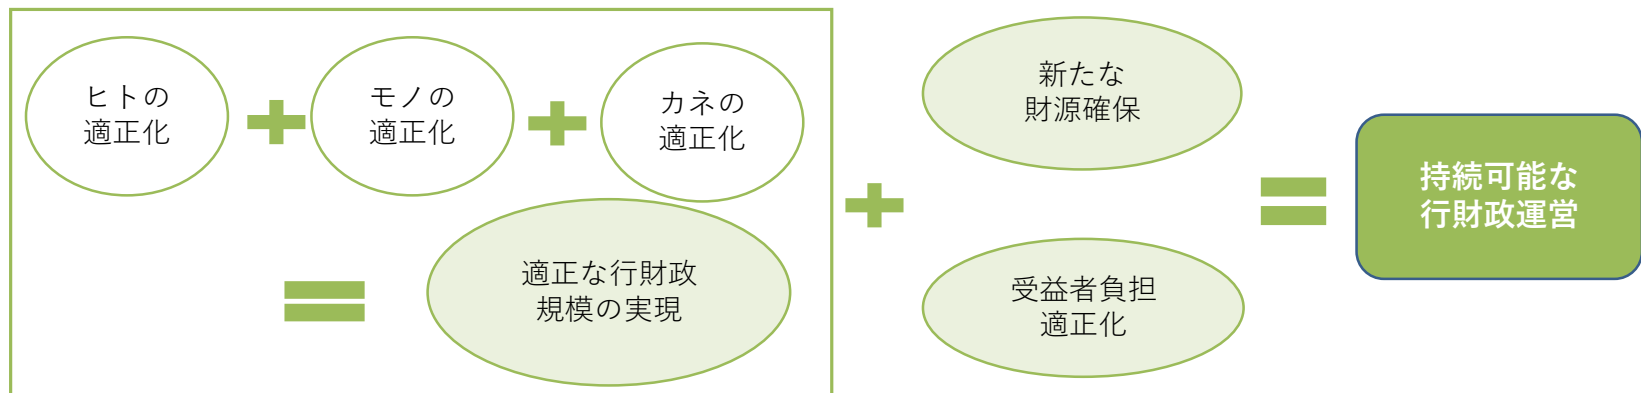 ヒトの
適正化
モノの
適正化
カネの
適正化
適正な行財政
規模の実現
新たな
財源確保
受益者負担
適正化
持続可能な
行財政運営